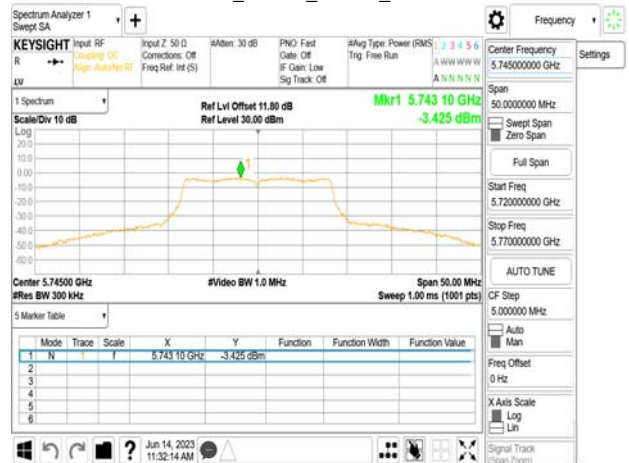 Spectrum Analyzer 1
Swept SA
Frequency
KEYSIGHT
Input: RF
Coupling: DC
Align: Auto/No RF
Input Z: 50 Ω
Corrections: Off
Freq Ref: Int (S)
#Atten: 30 dB
PNO: Fast
Gate: Off
IF Gain: Low
Sig Track: Off
#Avg Type: Power (RMS
Trig: Free Run
1 2 3 4 5 6
A W W W W W
A N N N N N
R
Center Frequency
5.745000000 GHz
Settings
Span
50.0000000 MHz
Swept Span
Zero Span
Full Span
Start Freq
5.720000000 GHz
Stop Freq
5.770000000 GHz
AUTO TUNE
CF Step
5.000000 MHz
Auto
Man
Freq Offset
0 Hz
X Axis Scale
Log
Lin
Signal Track
(Span Zoom)
1 Spectrum
Scale/Div 10 dB
Ref Lvl Offset 11.80 dB
Ref Level 30.00 dBm
Mkr1 5.743 10 GHz
-3.425 dBm
Log
20.0
10.0
0.00
-10.0
-20.0
-30.0
-40.0
-50.0
-60.0
1
Center 5.74500 GHz
#Res BW 300 kHz
#Video BW 1.0 MHz
Span 50.00 MHz
Sweep 1.00 ms (1001 pts)
5 Marker Table
Mode Trace Scale X Y Function Function Width Function Value
1 N 1 f 5.743 10 GHz -3.425 dBm
2
3
4
5
6
?
Jun 14, 2023
11:32:14 AM